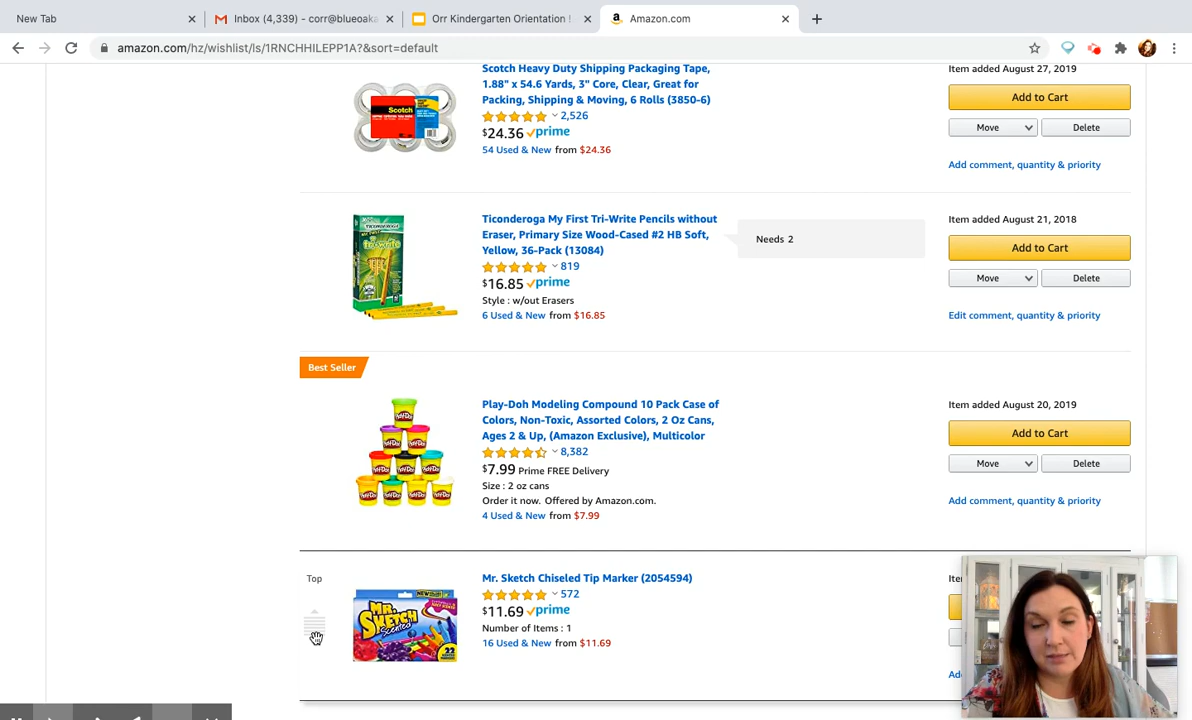 New Tab
Inbox (4,339) - corr@blueoaka
Orr Kindergarten Orientation
Amazon.com
amazon.com/hz/wishlist/ls/1RNCHHILEPP1A?&sort=default
Scotch Heavy Duty Shipping Packaging Tape,
1.88" x 54.6 Yards, 3" Core, Clear, Great for
Packing, Shipping & Moving, 6 Rolls (3850-6)
2,526
$24.36 prime
54 Used & New from $24.36
Item added August 27, 2019
Add to Cart
Move
Delete
Add comment, quantity & priority
Scotch
Ticonderoga My First Tri-Write Pencils without
Eraser, Primary Size Wood-Cased #2 HB Soft,
Yellow, 36-Pack (13084)
819
$16.85 prime
Style : w/out Erasers
6 Used & New from $16.85
Needs 2
Item added August 21, 2018
Add to Cart
Move
Delete
Edit comment, quantity & priority
TICONDEROGA
Best Seller
Play-Doh Modeling Compound 10 Pack Case of
Colors, Non-Toxic, Assorted Colors, 2 Oz Cans,
Ages 2 & Up, (Amazon Exclusive), Multicolor
8,382
$7.99 Prime FREE Delivery
Size : 2 oz cans
Order it now. Offered by Amazon.com.
4 Used & New from $7.99
Item added August 20, 2019
Add to Cart
Move
Delete
Add comment, quantity & priority
Top
Mr. Sketch Chiseled Tip Marker (2054594)
572
$11.69 prime
Number of Items : 1
16 Used & New from $11.69
MR. SKETCH
Scented
22